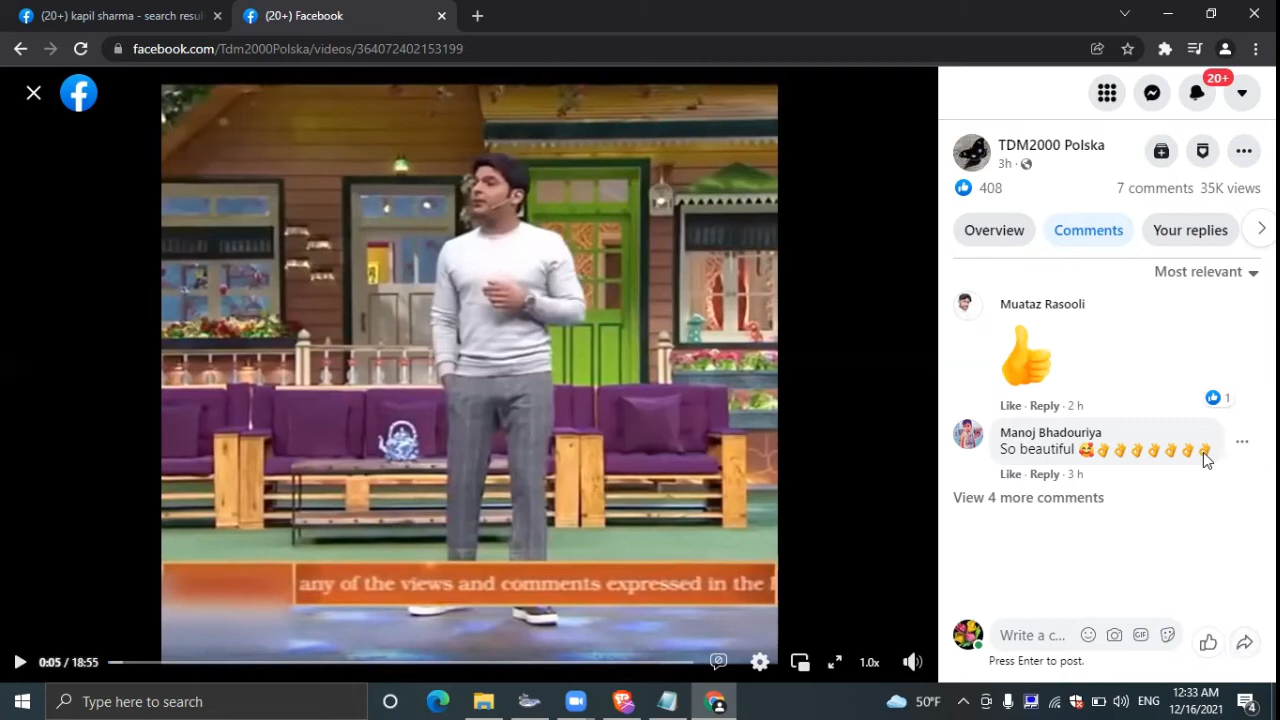 (20+) kapil sharma - search resul
(20+) Facebook
facebook.com/Tdm2000Polska/videos/364072402153199
20+
TDM2000 Polska
3h ·
408
7 comments 35K views
Overview
Comments
Your replies
Most relevant
Muataz Rasooli
1
Like · Reply · 2 h
Manoj Bhadouriya
So beautiful 🥰👌👌👌👌👌👌👌
Like · Reply · 3 h
View 4 more comments
any of the views and comments expressed in the
Write a c...
GIF
Press Enter to post.
0:05 / 18:55
1.0x
Type here to search
50°F
ENG
12:33 AM
12/16/2021
4